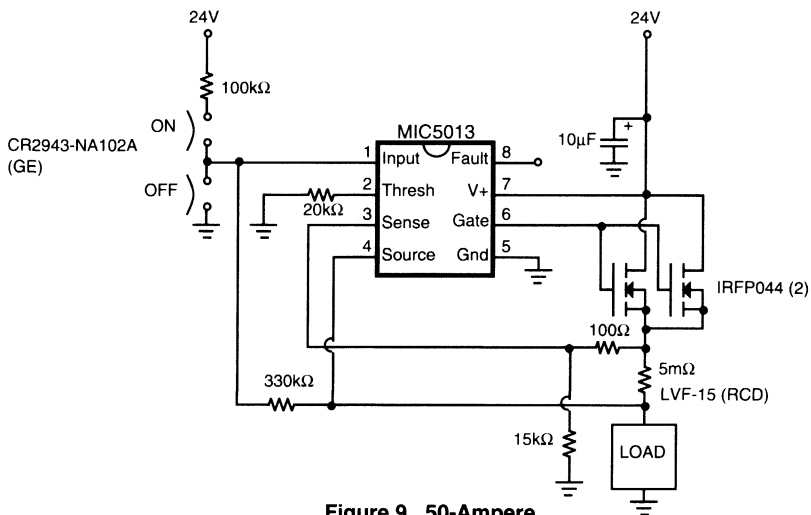 24V
24V
100kΩ
ON
CR2943-NA102A
(GE)
OFF
MIC5013
10µF
+
1
Input
Fault
8
2
Thresh
V+
7
20kΩ
3
Sense
Gate
6
4
Source
Gnd
5
IRFP044 (2)
100Ω
5mΩ
LVF-15 (RCD)
330kΩ
15kΩ
LOAD
Figure 9. 50-Ampere